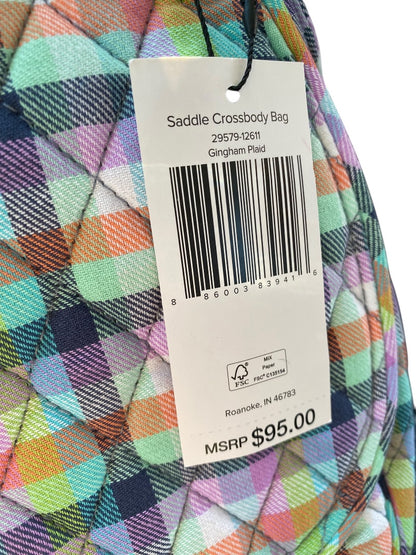 Saddle Crossbody Bag
29579-12611
Gingham Plaid
8 86003 83941 6
FSC
MIX
Paper
FSC® C135194
Roanoke, IN 46783
MSRP $95.00